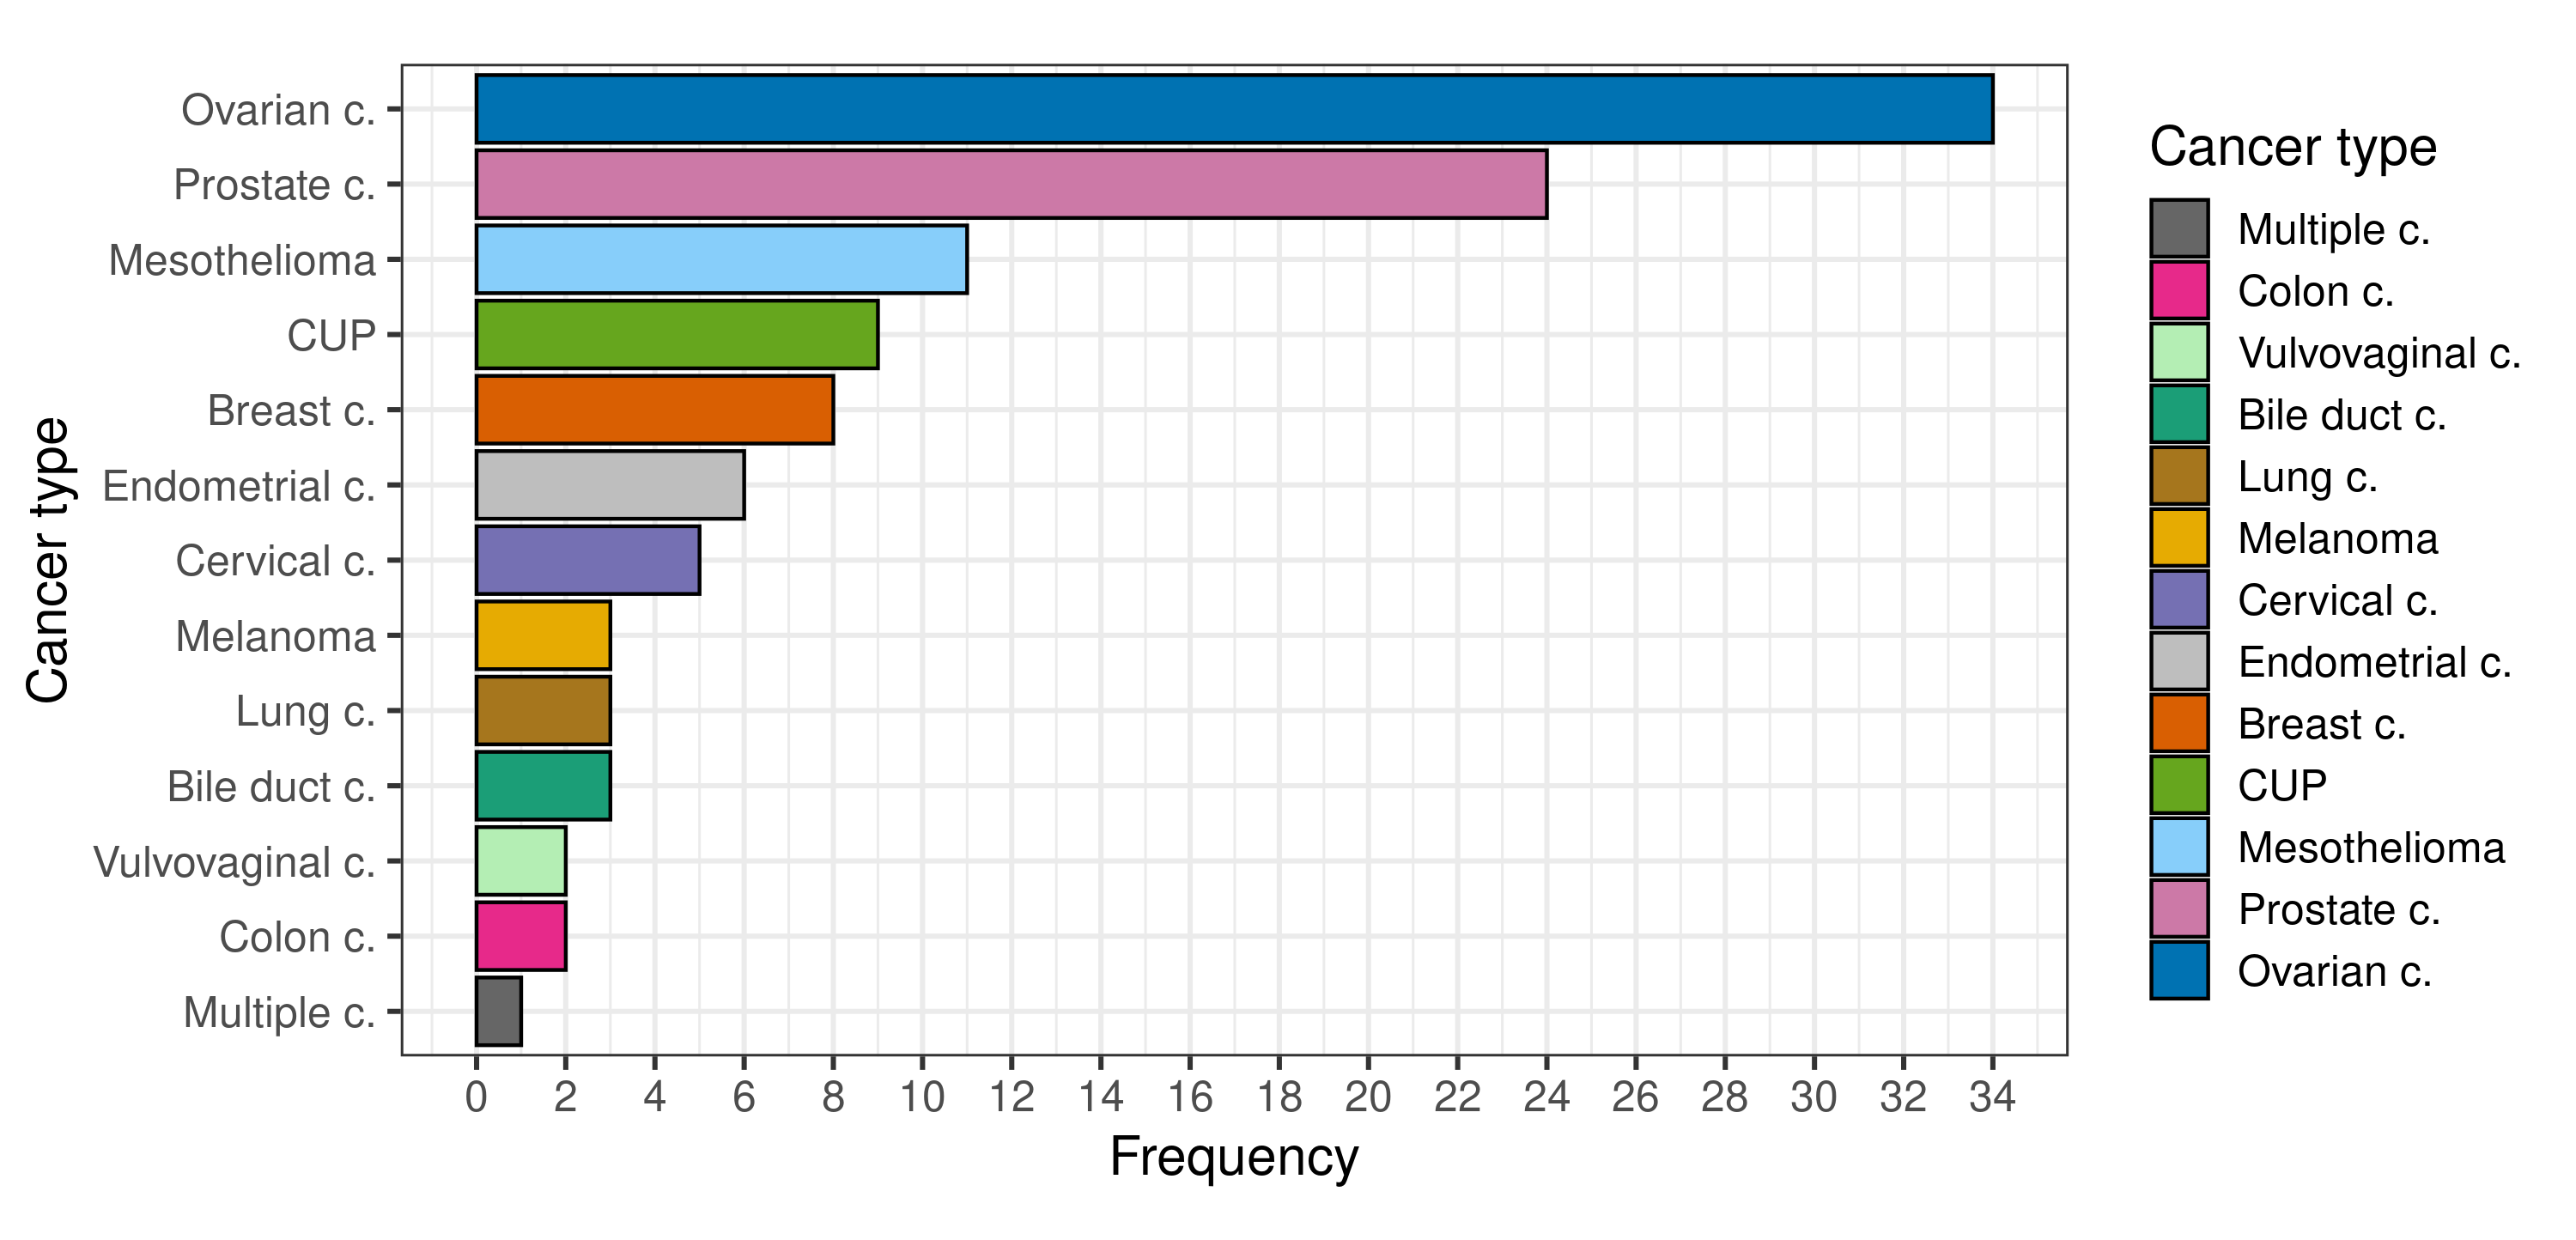 Cancer type
Ovarian c.
Prostate c.
Mesothelioma
CUP
Breast c.
Endometrial c.
Cervical c.
Melanoma
Lung c.
Bile duct c.
Vulvovaginal c.
Colon c.
Multiple c.
0 2 4 6 8 10 12 14 16 18 20 22 24 26 28 30 32 34
Frequency
Cancer type
Multiple c.
Colon c.
Vulvovaginal c.
Bile duct c.
Lung c.
Melanoma
Cervical c.
Endometrial c.
Breast c.
CUP
Mesothelioma
Prostate c.
Ovarian c.